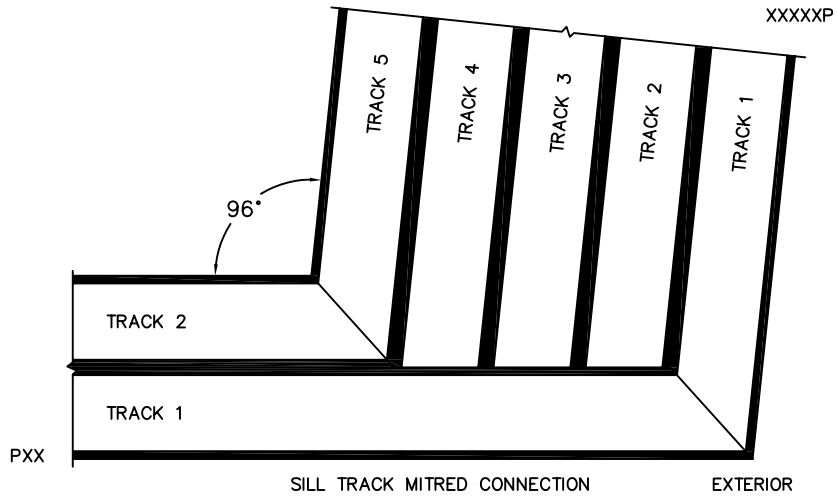 XXXXXP
TRACK 5
TRACK 4
TRACK 3
TRACK 2
TRACK 1
96°
TRACK 2
TRACK 1
PXX
SILL TRACK MITRED CONNECTION
EXTERIOR